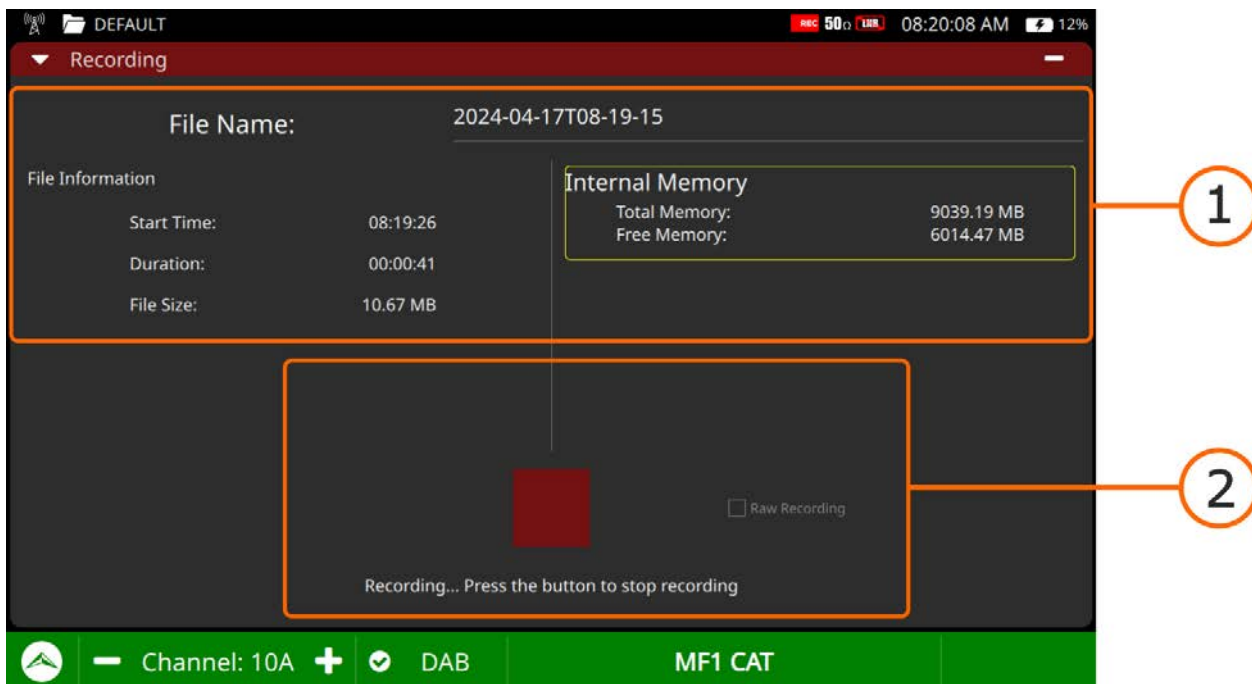 DEFAULT REC 50Ω LNB 08:20:08 AM 12%
Recording
File Name: 2024-04-17T08-19-15
File Information
Start Time: 08:19:26
Duration: 00:00:41
File Size: 10.67 MB
Internal Memory
Total Memory: 9039.19 MB
Free Memory: 6014.47 MB
1
Raw Recording
Recording... Press the button to stop recording
2
Channel: 10A DAB MF1 CAT